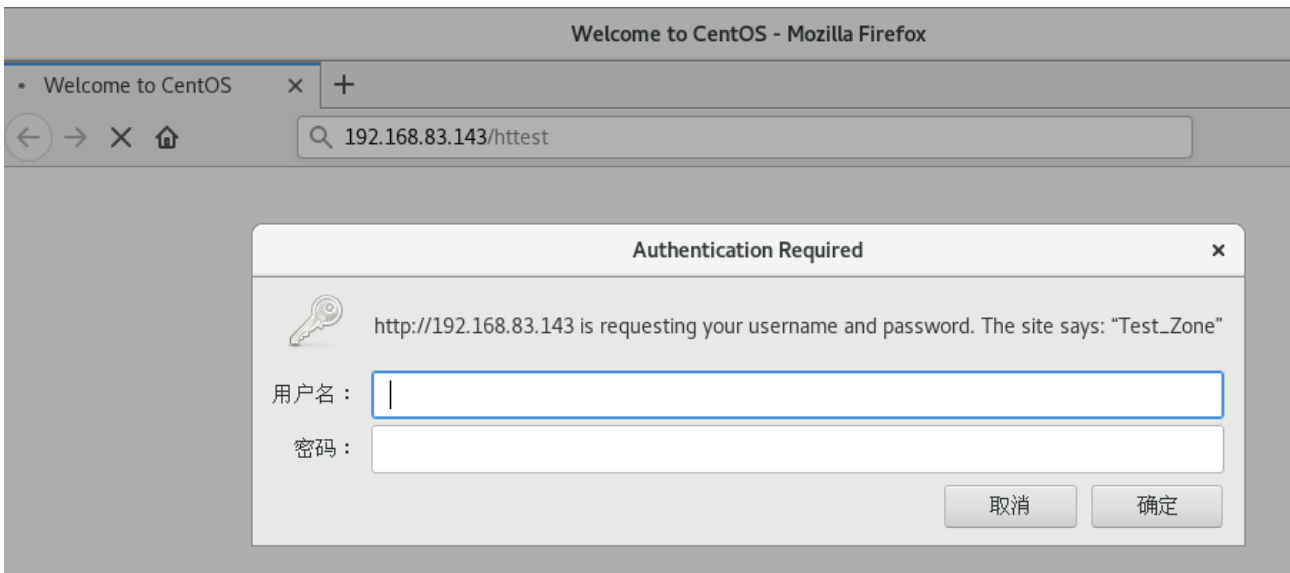 Welcome to CentOS - Mozilla Firefox
Welcome to CentOS
192.168.83.143/httest
Authentication Required
http://192.168.83.143 is requesting your username and password. The site says: “Test_Zone”
用户名：
密码：
取消 确定